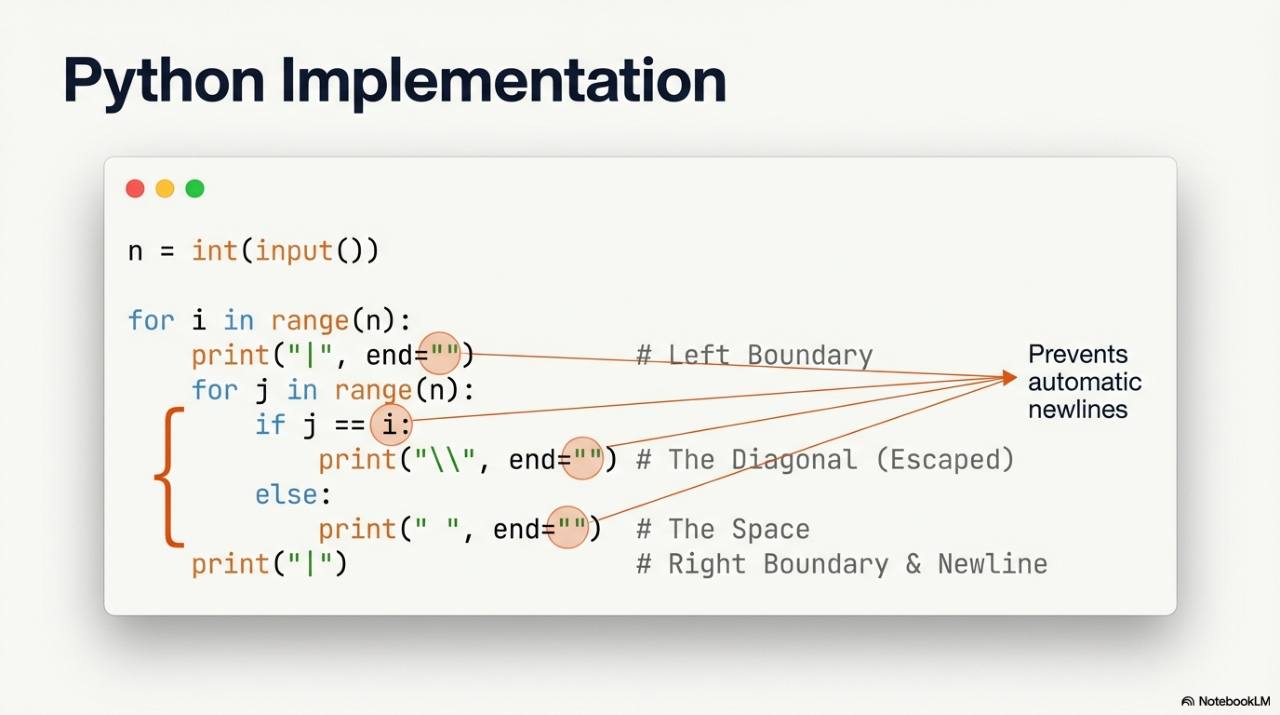 Python Implementation
n = int(input())
for i in range(n):
print("|", end="") # Left Boundary
for j in range(n):
if j == i:
print("\\", end="") # The Diagonal (Escaped)
else:
print(" ", end="") # The Space
print("|") # Right Boundary & Newline
Prevents
automatic
newlines
NotebookLM